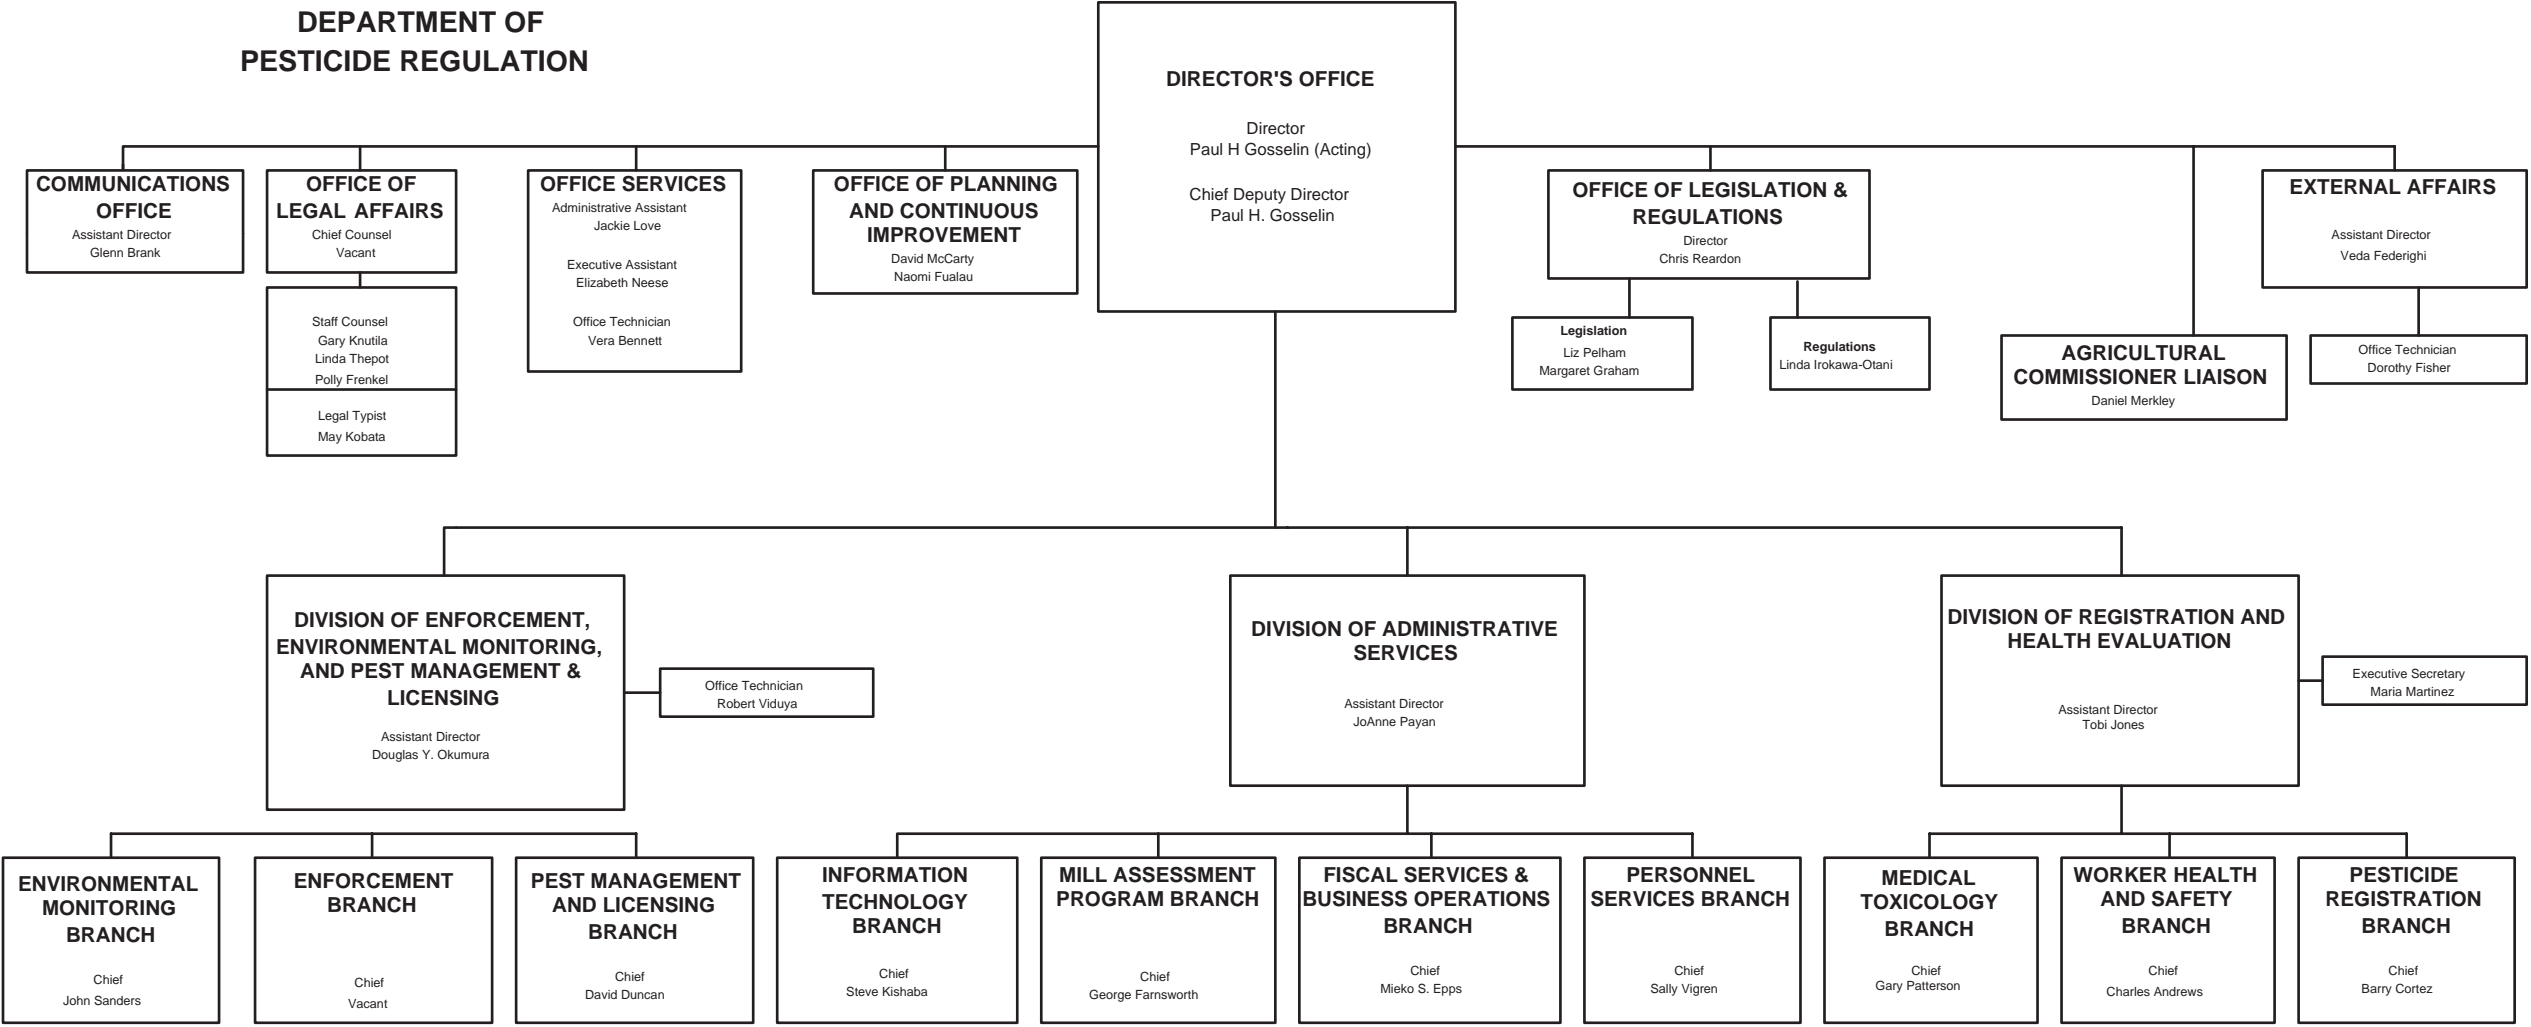 DEPARTMENT OF
PESTICIDE REGULATION
DIRECTOR'S OFFICE
Director
Paul H Gosselin (Acting)
Chief Deputy Director
Paul H. Gosselin
COMMUNICATIONS
OFFICE
Assistant Director
Glenn Brank
OFFICE OF
LEGAL AFFAIRS
Chief Counsel
Vacant
Staff Counsel
Gary Knutila
Linda Thepot
Polly Frenkel
Legal Typist
May Kobata
OFFICE SERVICES
Administrative Assistant
Jackie Love
Executive Assistant
Elizabeth Neese
Office Technician
Vera Bennett
OFFICE OF PLANNING
AND CONTINUOUS
IMPROVEMENT
David McCarty
Naomi Fualau
OFFICE OF LEGISLATION &
REGULATIONS
Director
Chris Reardon
Legislation
Liz Pelham
Margaret Graham
Regulations
Linda Irokawa-Otani
AGRICULTURAL
COMMISSIONER LIAISON
Daniel Merkley
EXTERNAL AFFAIRS
Assistant Director
Veda Federighi
Office Technician
Dorothy Fisher
DIVISION OF ENFORCEMENT,
ENVIRONMENTAL MONITORING,
AND PEST MANAGEMENT &
LICENSING
Assistant Director
Douglas Y. Okumura
Office Technician
Robert Viduya
DIVISION OF ADMINISTRATIVE
SERVICES
Assistant Director
JoAnne Payan
DIVISION OF REGISTRATION AND
HEALTH EVALUATION
Assistant Director
Tobi Jones
Executive Secretary
Maria Martinez
ENVIRONMENTAL
MONITORING
BRANCH
Chief
John Sanders
ENFORCEMENT
BRANCH
Chief
Vacant
PEST MANAGEMENT
AND LICENSING
BRANCH
Chief
David Duncan
INFORMATION
TECHNOLOGY
BRANCH
Chief
Steve Kishaba
MILL ASSESSMENT
PROGRAM BRANCH
Chief
George Farnsworth
FISCAL SERVICES &
BUSINESS OPERATIONS
BRANCH
Chief
Mieko S. Epps
PERSONNEL
SERVICES BRANCH
Chief
Sally Vigren
MEDICAL
TOXICOLOGY
BRANCH
Chief
Gary Patterson
WORKER HEALTH
AND SAFETY
BRANCH
Chief
Charles Andrews
PESTICIDE
REGISTRATION
BRANCH
Chief
Barry Cortez